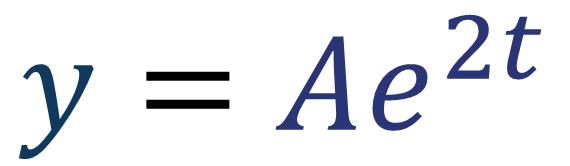 y = Ae^{2t}